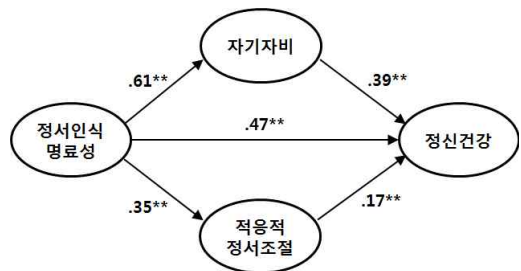 자기자비
.61**
.39**
정서인식
명료성
.47**
정신건강
.35**
.17**
적응적
정서조절